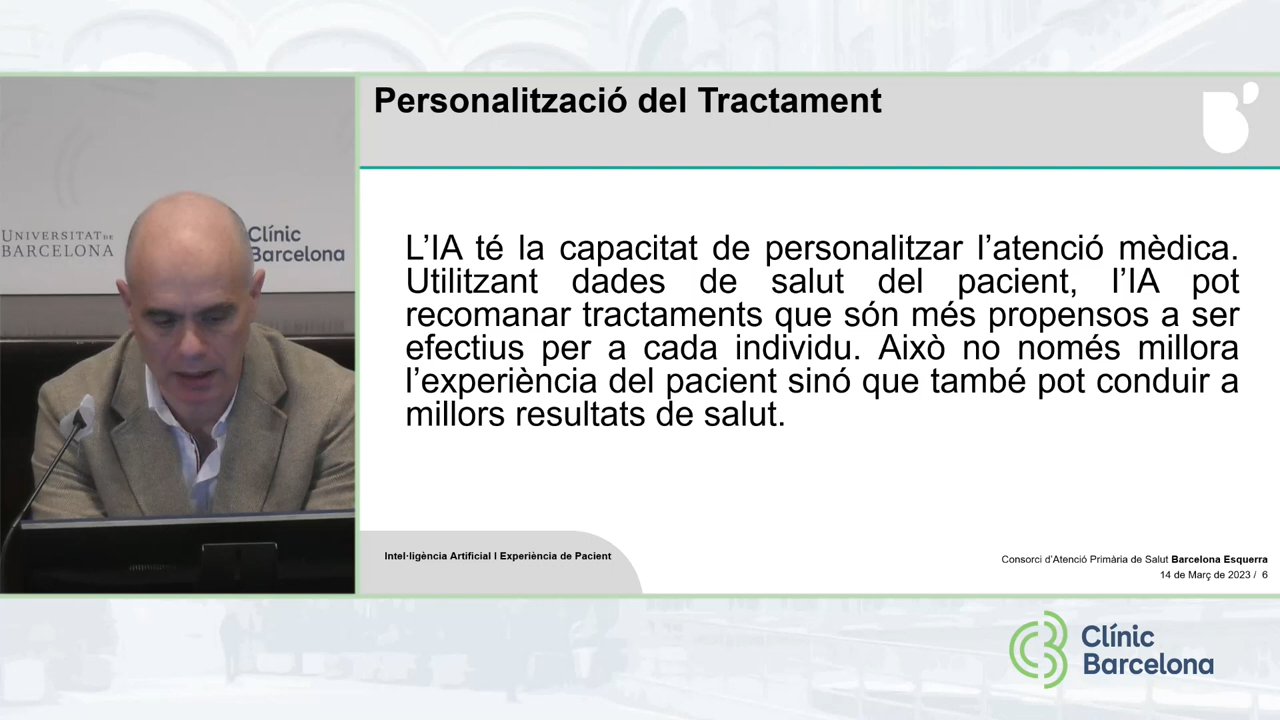 Personalització del Tractament
UNIVERSITAT DE
BARCELONA
Clínic
Barcelona
L’IA té la capacitat de personalitzar l’atenció mèdica.
Utilitzant dades de salut del pacient, l’IA pot
recomanar tractaments que són més propensos a ser
efectius per a cada individu. Això no només millora
l’experiència del pacient sinó que també pot conduir a
millors resultats de salut.
Intel·ligència Artificial I Experiència de Pacient
Consorci d’Atenció Primària de Salut Barcelona Esquerra
14 de Març de 2023 / 6
Clínic
Barcelona